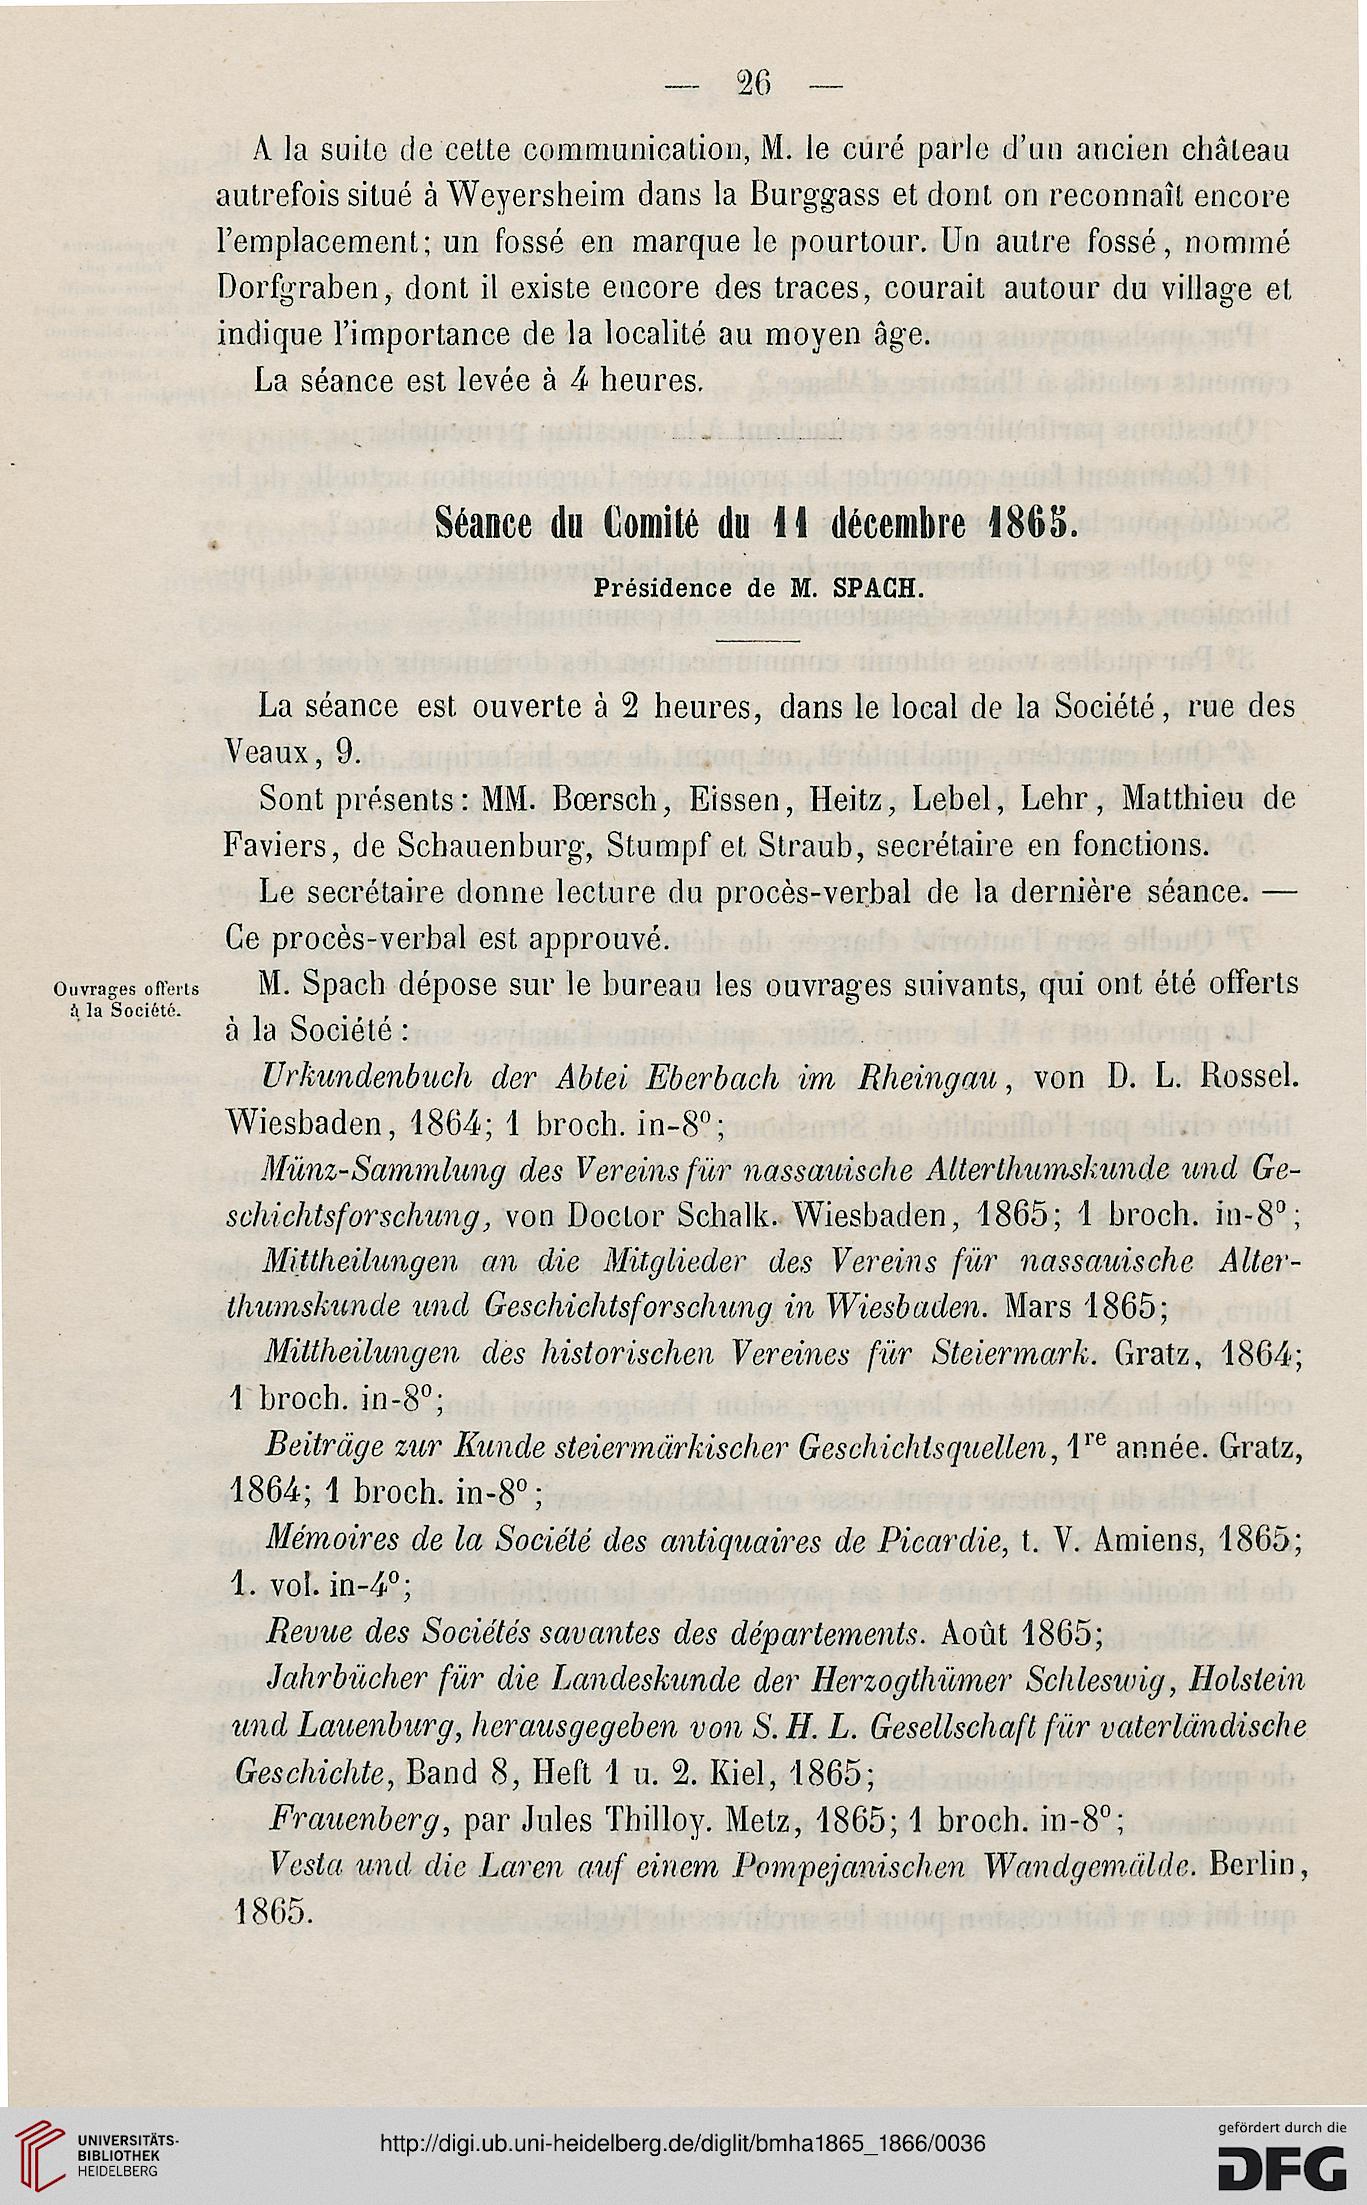 — 26 —
A la suite de cette communication, M. le curé parle d'un ancien château
autrefois situé à Weyersheim dans la Burggass et dont on reconnaît encore
l'emplacement; un fossé en marque le pourtour. Un autre fossé, nommé
Dorfgraben, dont il existe encore des traces, courait autour du village et
indique l'importance de la localité au moyen âge.
La séance est levée à 4 heures.
Séance du Comité du 11 décembre 1865.
Présidence de M. SPACH.
La séance est ouverte à 2 heures, dans le local de la Société, rue des
Veaux, 9.
Sont présents: MM. Bœrsch, Eissen, Heitz, Lebel, Lehr, Matthieu de
Faviers, de Schauenburg, Stumpf et Straub, secrétaire en fonctions.
Le secrétaire donne lecture du procès-verbal de la dernière séance. —
Ce procès-verbal est approuvé.
Ouvrages offerts
à la Société.
M. Spach dépose sur le bureau les ouvrages suivants, qui ont été offerts
à la Société:
Urkundenbuch der Abtei Eberbach im Rheingau, von D. L. Rossel.
Wiesbaden, 1864; 1 broch. in-8°;
Münz-Sammlung des Vereins für nassauische Alterthumskunde und Ge-
schichtsforschung, von Doctor Schalk. Wiesbaden, 1865; 1 broch. in-8°;
Mittheilungen an die Mitglieder des Vereins für nassauische Alter-
thumskunde und Geschichtsforschung in Wiesbaden. Mars 1865;
Mittheilungen des historischen Vereines für Steiermark. Gratz, 1864;
1 broch. in-8°;
Beiträge zur Kunde steiermärkischer Geschichtsquellen, 1re année. Gratz,
1864; 1 broch. in-8°;
Mémoires de la Société des antiquaires de Picardie, t. V. Amiens, 1865;
1. vol. in-4°;
Revue des Sociétés savantes des départements. Août 1865;
Jahrbücher für die Landeskunde der Herzogthümer Schleswig, Holstein
und Lauenburg, herausgegeben von S. H. L. Gesellschaft für vaterländische
Geschichte, Band 8, Heft 1 u. 2. Kiel, 1865;
Frauenberg, par Jules Thilloy. Metz, 1865; 1 broch. in-8°;
Vesta und die Laren auf einem Pompejanischen Wandgemälde. Berlin,
1865.
UNIVERSITÄTS-
BIBLIOTHEK
HEIDELBERG
http://digi.ub.uni-heidelberg.de/diglit/bmha1865_1866/0036
gefördert durch die
DFG